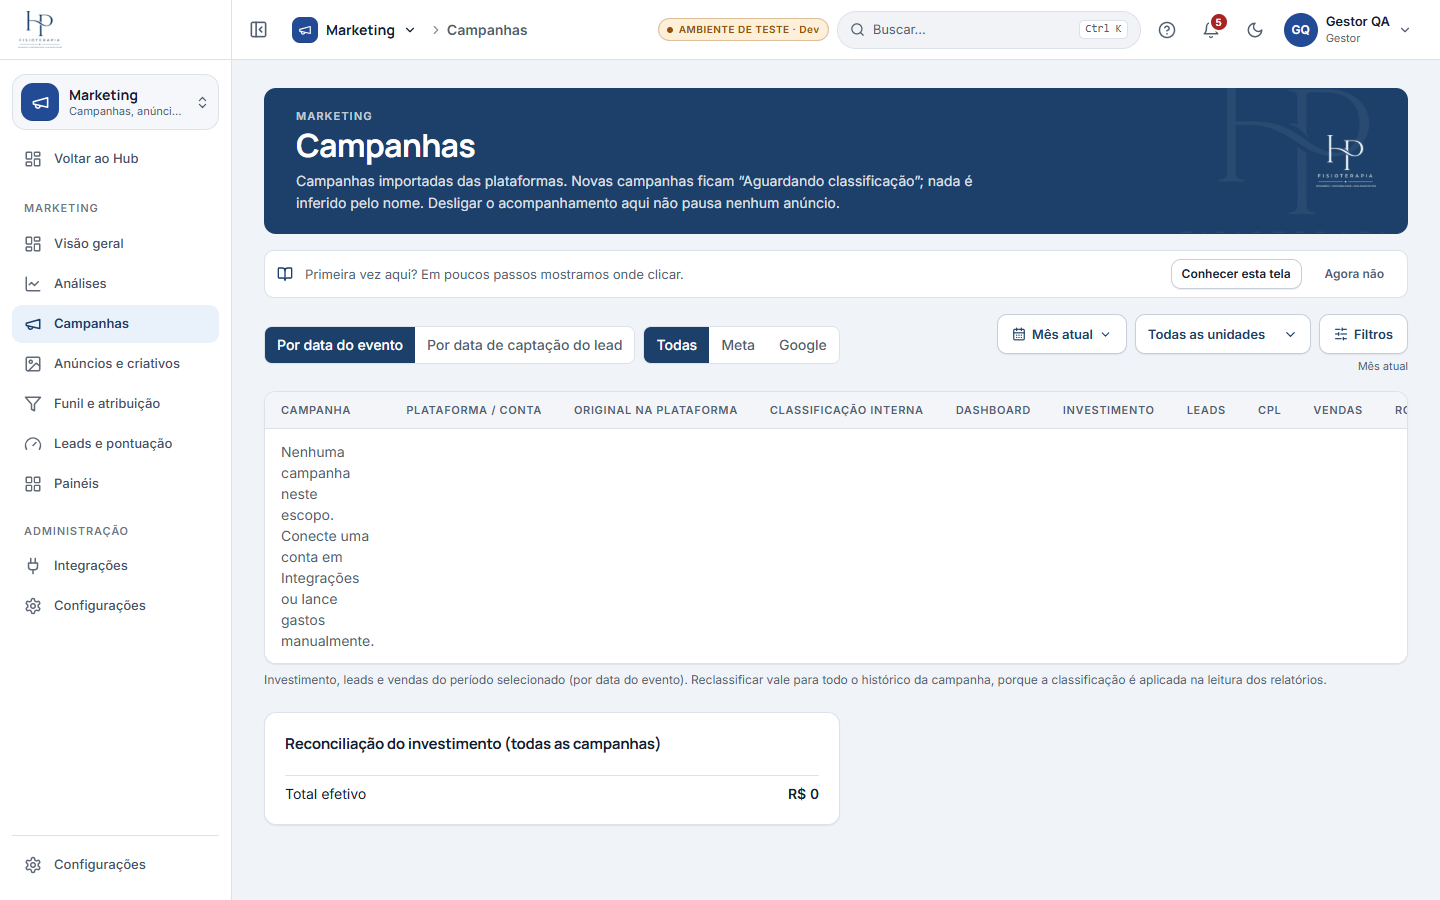 HP
FISIOTERAPIA
Marketing
Campanhas
AMBIENTE DE TESTE · Dev
Buscar...
Ctrl K
5
GQ
Gestor QA
Gestor
Marketing
Campanhas, anúnci...
Voltar ao Hub
MARKETING
Visão geral
Análises
Campanhas
Anúncios e criativos
Funil e atribuição
Leads e pontuação
Painéis
ADMINISTRAÇÃO
Integrações
Configurações
Configurações
MARKETING
Campanhas
Campanhas importadas das plataformas. Novas campanhas ficam “Aguardando classificação”; nada é
inferido pelo nome. Desligar o acompanhamento aqui não pausa nenhum anúncio.
HP
FISIOTERAPIA
Primeira vez aqui? Em poucos passos mostramos onde clicar.
Conhecer esta tela
Agora não
Por data do evento
Por data de captação do lead
Todas
Meta
Google
Mês atual
Todas as unidades
Filtros
Mês atual
CAMPANHA PLATAFORMA / CONTA ORIGINAL NA PLATAFORMA CLASSIFICAÇÃO INTERNA DASHBOARD INVESTIMENTO LEADS CPL VENDAS
Nenhuma
campanha
neste
escopo.
Conecte uma
conta em
Integrações
ou lance
gastos
manualmente.
Investimento, leads e vendas do período selecionado (por data do evento). Reclassificar vale para todo o histórico da campanha, porque a classificação é aplicada na leitura dos relatórios.
Reconciliação do investimento (todas as campanhas)
Total efetivo R$ 0